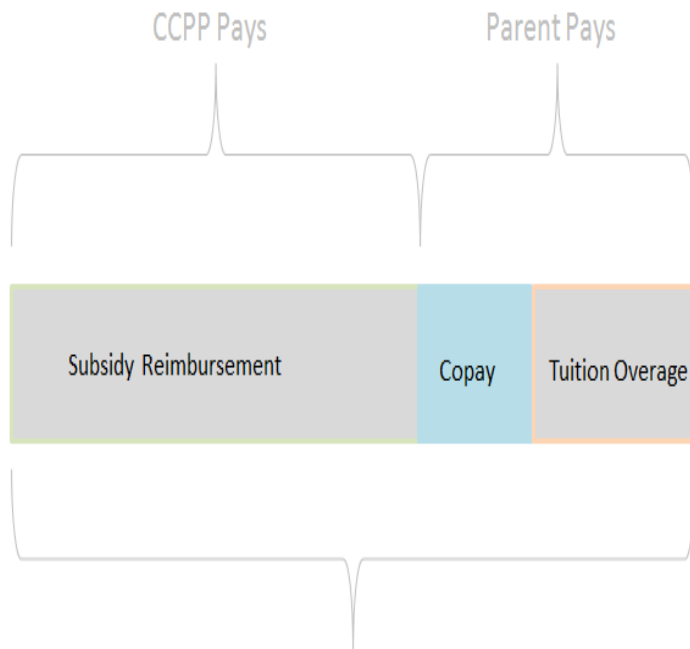 CCPP Pays
Parent Pays
Subsidy Reimbursement
Copay
Tuition Overage